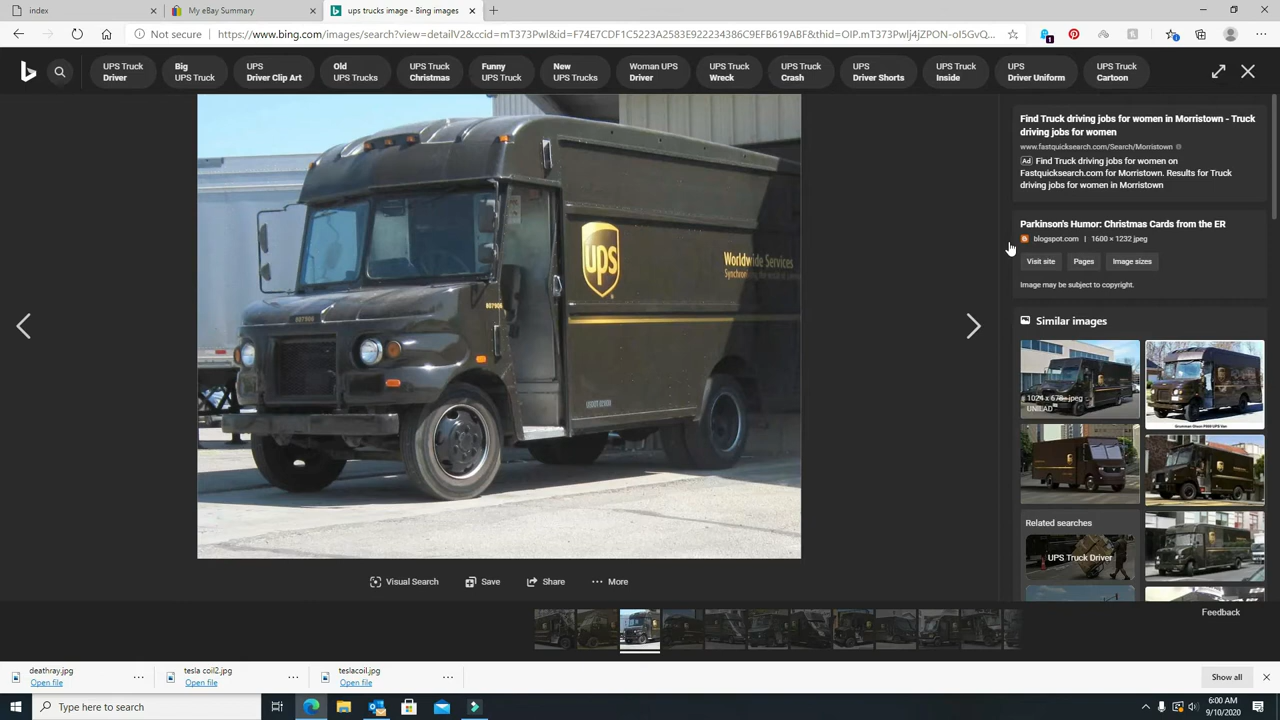 index
My eBay Summary
ups trucks image - Bing images
Not secure
https://www.bing.com/images/search?view=detailV2&ccid=mT373Pwl&id=F74E7CDF1C5223A2583E922234386C9EFB619ABF&thid=OIP.mT373Pwlj4jZPON-oI5GvQ...
UPS Truck Driver
Big UPS Truck
UPS Driver Clip Art
Old UPS Trucks
UPS Truck Christmas
Funny UPS Truck
New UPS Trucks
Woman UPS Driver
UPS Truck Wreck
UPS Truck Crash
UPS Driver Shorts
UPS Truck Inside
UPS Driver Uniform
UPS Truck Cartoon
ups
Worldwide Services
Find Truck driving jobs for women in Morristown - Truck
driving jobs for women
www.fastquicksearch.com/Search/Morristown
Ad Find Truck driving jobs for women on
Fastquicksearch.com for Morristown. Results for Truck
driving jobs for women in Morristown
Parkinson's Humor: Christmas Cards from the ER
blogspot.com | 1600 × 1232 jpeg
Visit site Pages Image sizes
Image may be subject to copyright.
Similar images
1024 x 678 jpeg
UNILAD
Related searches
UPS Truck Driver
Visual Search Save Share More
Feedback
deathray.jpg
Open file
tesla coil2.jpg
Open file
teslacoil.jpg
Open file
Show all
Type here to search
6:00 AM
9/10/2020